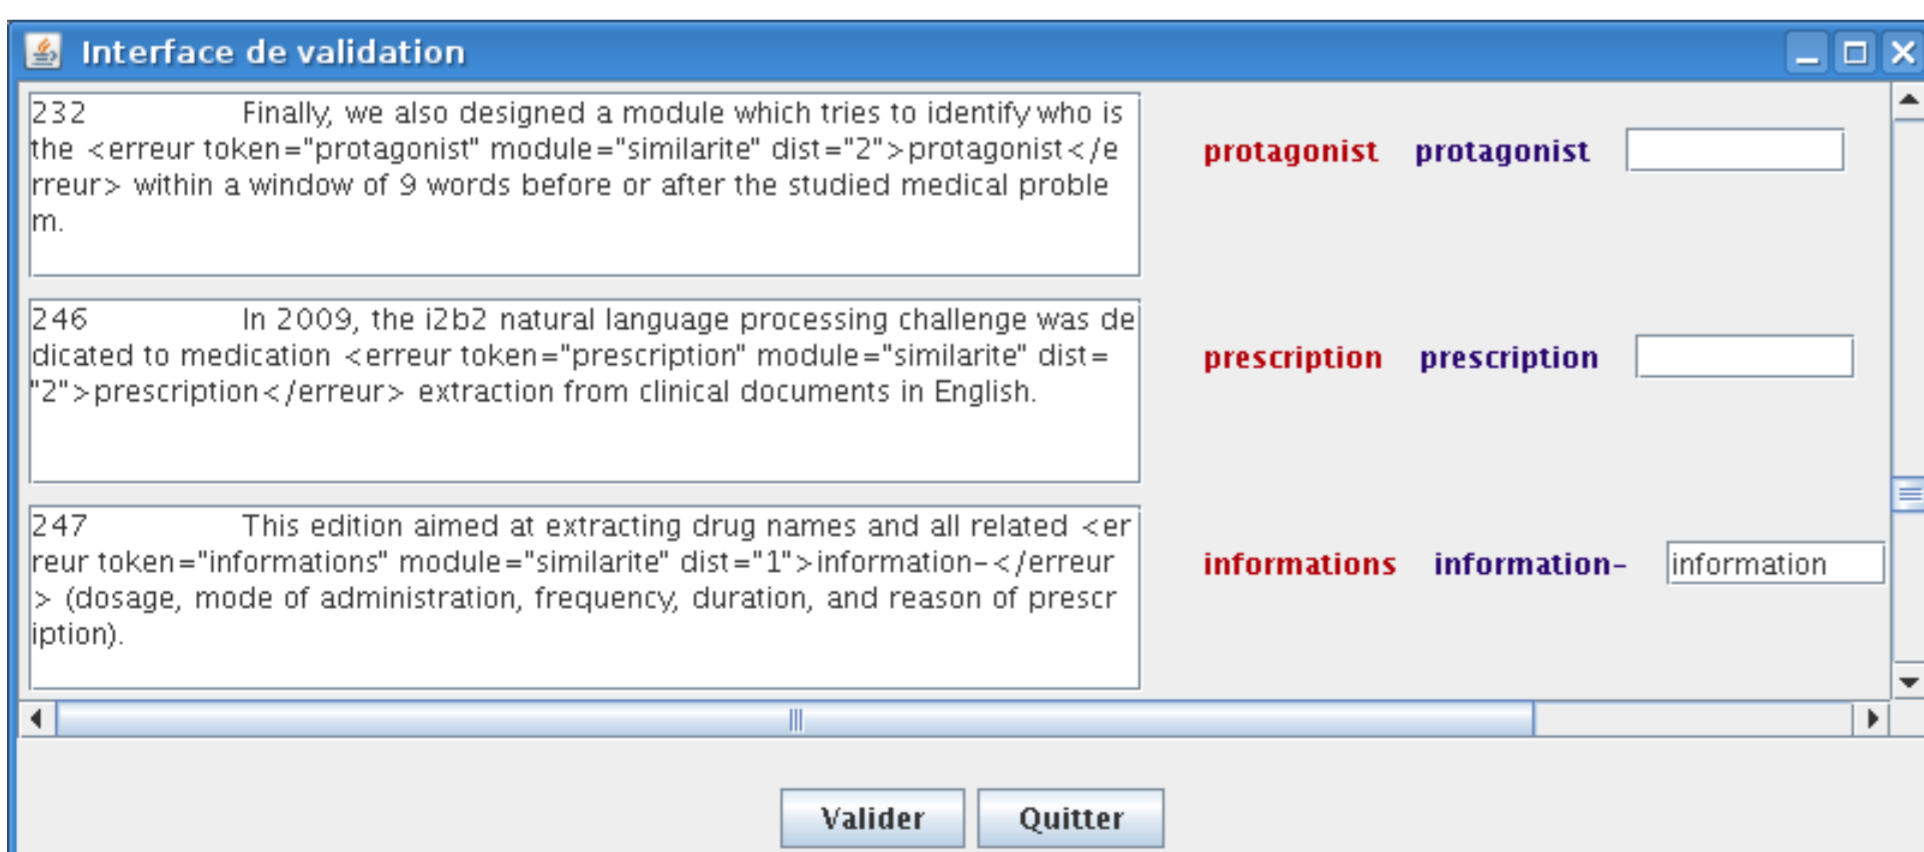 Interface de validation
232 Finally, we also designed a module which tries to identify who is
the <erreur token="protagonist" module="similarite" dist="2">protagonist</e
rreur> within a window of 9 words before or after the studied medical proble
m.
protagonist protagonist
246 In 2009, the i2b2 natural language processing challenge was de
dicated to medication <erreur token="prescription" module="similarite" dist=
"2">prescription</erreur> extraction from clinical documents in English.
prescription prescription
247 This edition aimed at extracting drug names and all related <er
reur token="informations" module="similarite" dist="1">information-</erreur
> (dosage, mode of administration, frequency, duration, and reason of prescr
iption).
informations information- information
Valider Quitter